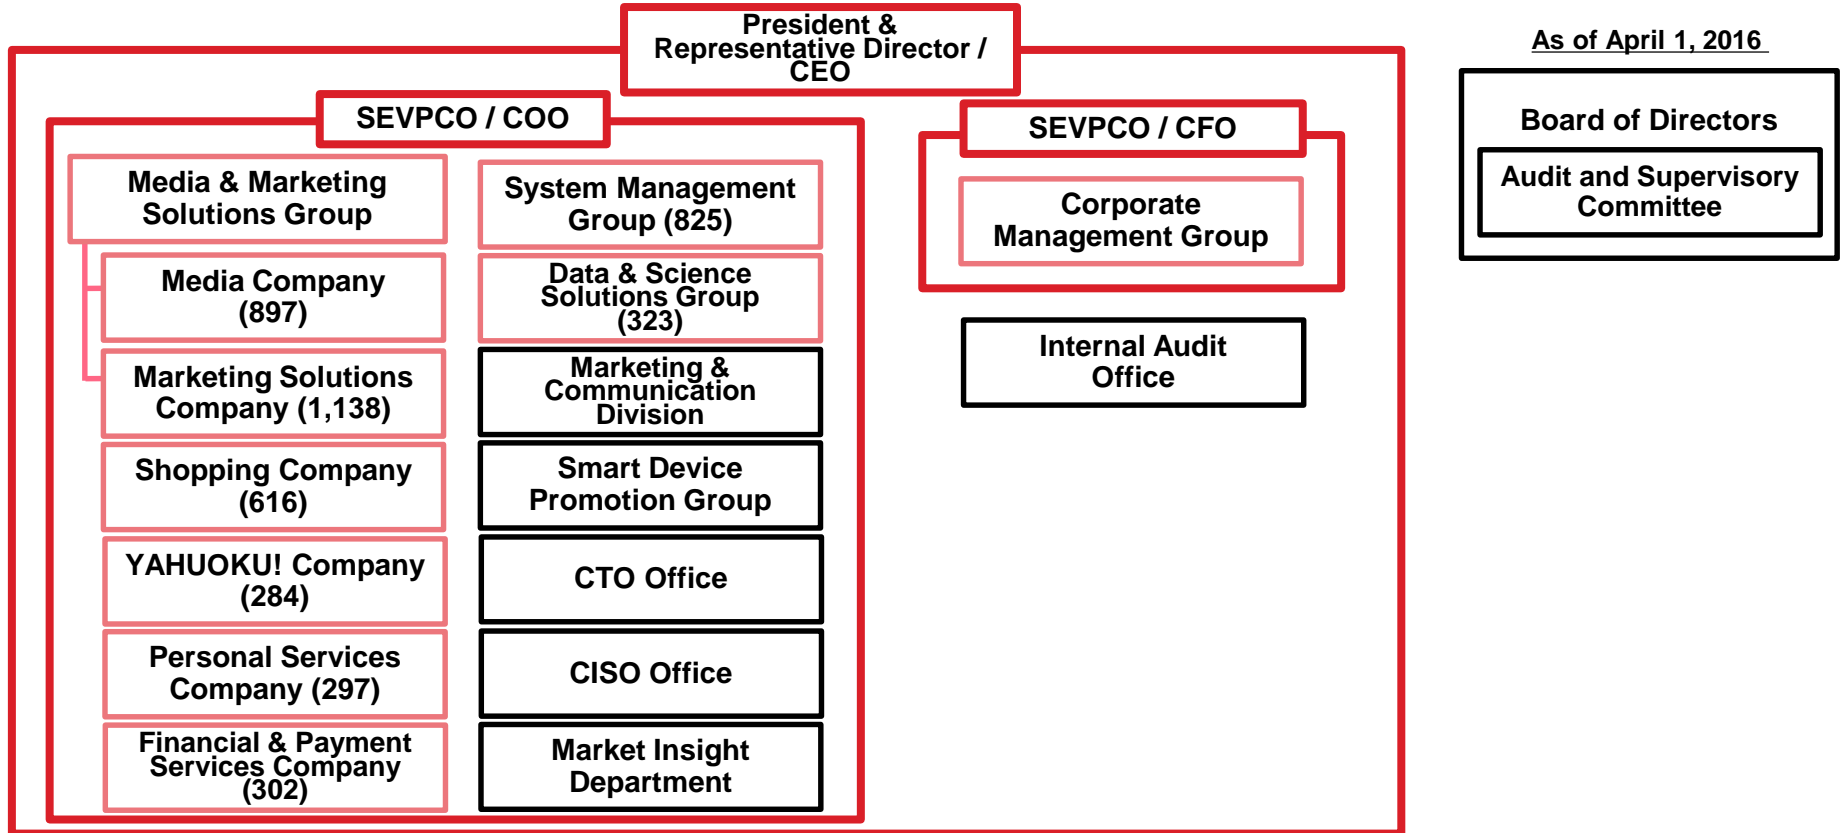 President &
Representative Director /
CEO
As of April 1, 2016
SEVPCO / COO
Media & Marketing
Solutions Group
Media Company
(897)
Marketing Solutions
Company (1,138)
Shopping Company
(616)
YAHUOKU! Company
(284)
Personal Services
Company (297)
Financial & Payment
Services Company
(302)
System Management
Group (825)
Data & Science
Solutions Group
(323)
Marketing &
Communication
Division
Smart Device
Promotion Group
CTO Office
CISO Office
Market Insight
Department
SEVPCO / CFO
Corporate
Management Group
Internal Audit
Office
Board of Directors
Audit and Supervisory
Committee